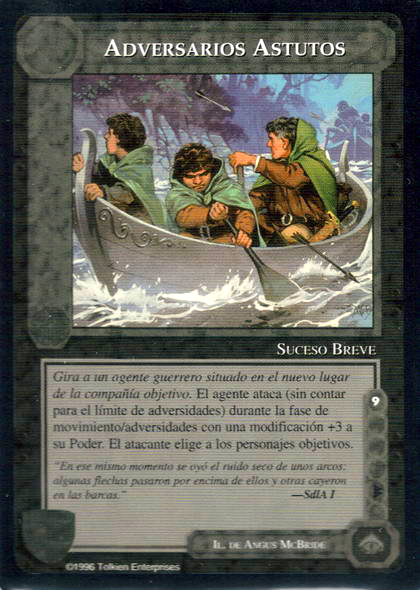 ADVERSARIOS ASTUTOS
SUCESO BREVE
Gira a un agente guerrero situado en el nuevo lugar
de la compañía objetivo. El agente ataca (sin contar
para el límite de adversidades) durante la fase de
movimiento/adversidades con una modificación +3 a
su Poder. El atacante elige a los personajes objetivos.
9
"En ese mismo momento se oyó el ruido seco de unos arcos:
algunas flechas pasaron por encima de ellos y otras cayeron
en las barcas."
—SdlA I
IL. DE ANGUS MCBRIDE
©1996 Tolkien Enterprises